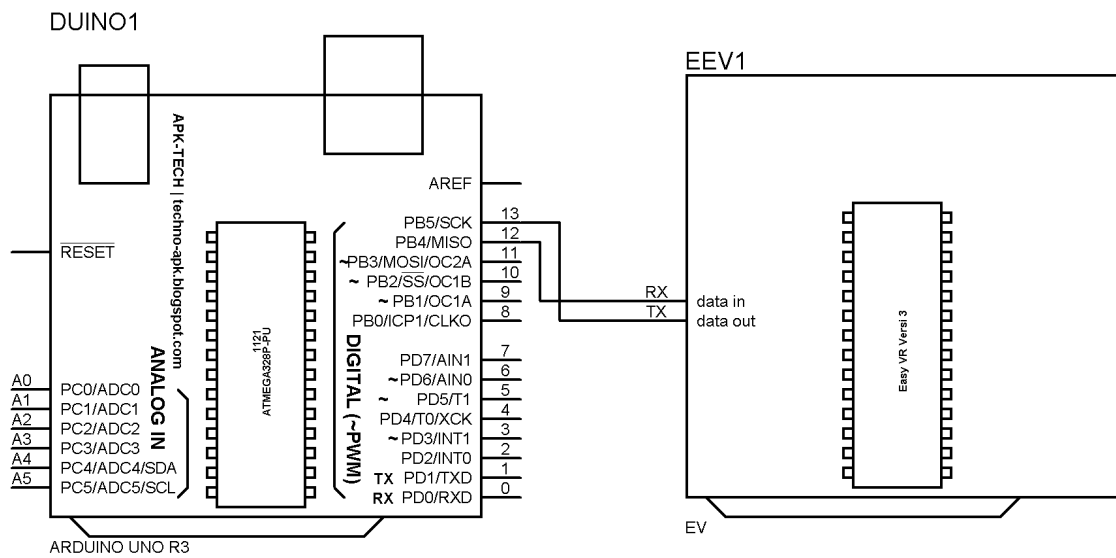 DUINO1
EEV1
APK-TECH | techno-apk.blogspot.com
RESET
AREF
PB5/SCK 13
PB4/MISO 12
~PB3/MOSI/OC2A 11
~ PB2/SS/OC1B 10
~ PB1/OC1A 9
PB0/ICP1/CLKO 8
PD7/AIN1 7
~PD6/AIN0 6
~ PD5/T1 5
PD4/T0/XCK 4
~PD3/INT1 3
PD2/INT0 2
TX PD1/TXD 1
RX PD0/RXD 0
DIGITAL (~PWM)
1121
ATMEGA328P-PU
ANALOG IN
A0 PC0/ADC0
A1 PC1/ADC1
A2 PC2/ADC2
A3 PC3/ADC3
A4 PC4/ADC4/SDA
A5 PC5/ADC5/SCL
ARDUINO UNO R3
RX data in
TX data out
Easy VR Versi 3
EV